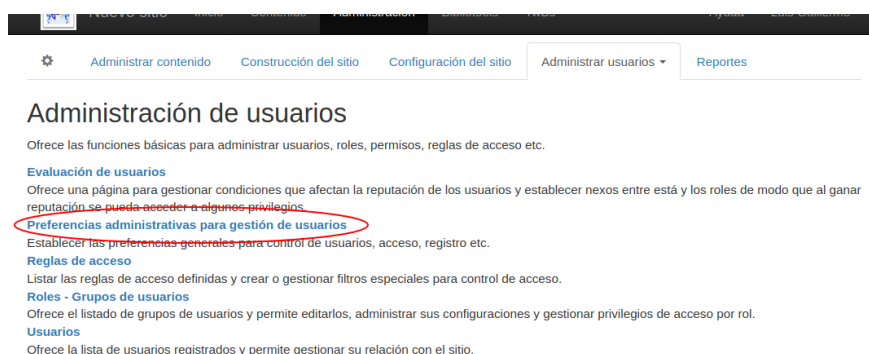 Nuevo sitio Inicio Contenido Administración Ayuda Luis Guillermo
Administrar contenido Construcción del sitio Configuración del sitio Administrar usuarios Reportes
Administración de usuarios
Ofrece las funciones básicas para administrar usuarios, roles, permisos, reglas de acceso etc.
Evaluación de usuarios
Ofrece una página para gestionar condiciones que afectan la reputación de los usuarios y establecer nexos entre está y los roles de modo que al ganar
reputación se pueda acceder a algunos privilegios.
Preferencias administrativas para gestión de usuarios
Establecer las preferencias generales para control de usuarios, acceso, registro etc.
Reglas de acceso
Listar las reglas de acceso definidas y crear o gestionar filtros especiales para control de acceso.
Roles - Grupos de usuarios
Ofrece el listado de grupos de usuarios y permite editarlos, administrar sus configuraciones y gestionar privilegios de acceso por rol.
Usuarios
Ofrece la lista de usuarios registrados y permite gestionar su relación con el sitio.